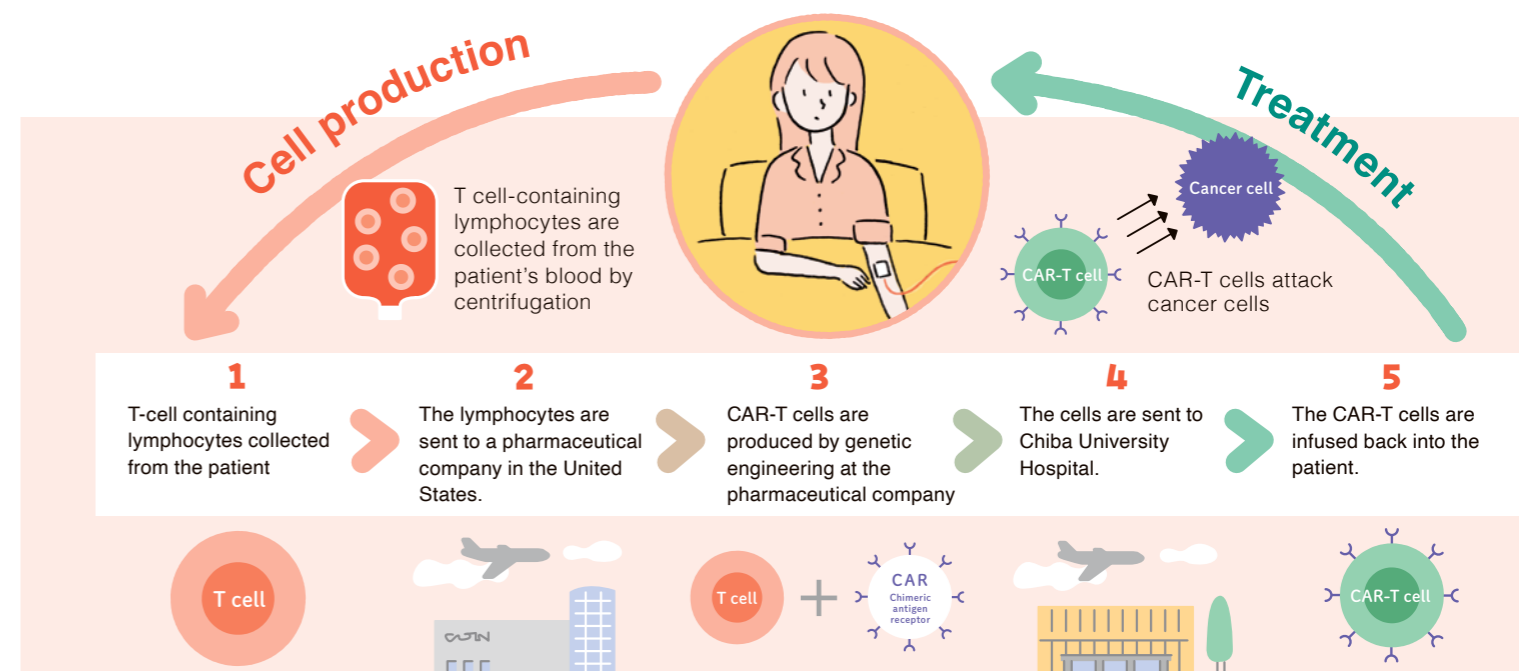 Cell production
Treatment
T cell-containing
lymphocytes are
collected from the
patient's blood by
centrifugation
Cancer cell
CAR-T cell
CAR-T cells attack
cancer cells
1
T-cell containing
lymphocytes collected
from the patient
2
The lymphocytes are
sent to a pharmaceutical
company in the United
States.
3
CAR-T cells are
produced by genetic
engineering at the
pharmaceutical company
4
The cells are sent to
Chiba University
Hospital.
5
The CAR-T cells are
infused back into the
patient.
T cell
T cell
+
CAR
Chimeric
antigen
receptor
CAR-T cell